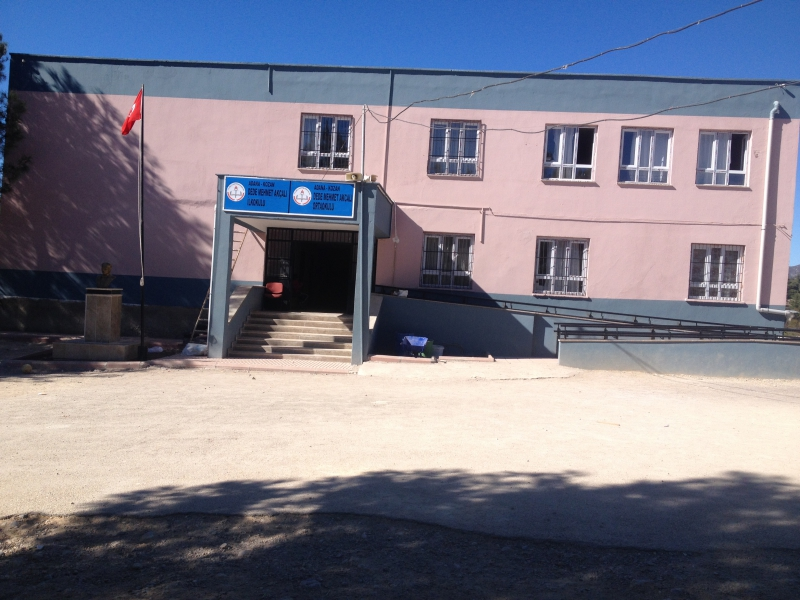 ADANA - KOZAN
DEDE MEHMET AKÇALI
İLKOKULU
ADANA - KOZAN
DEDE MEHMET AKÇALI
ORTAOKULU